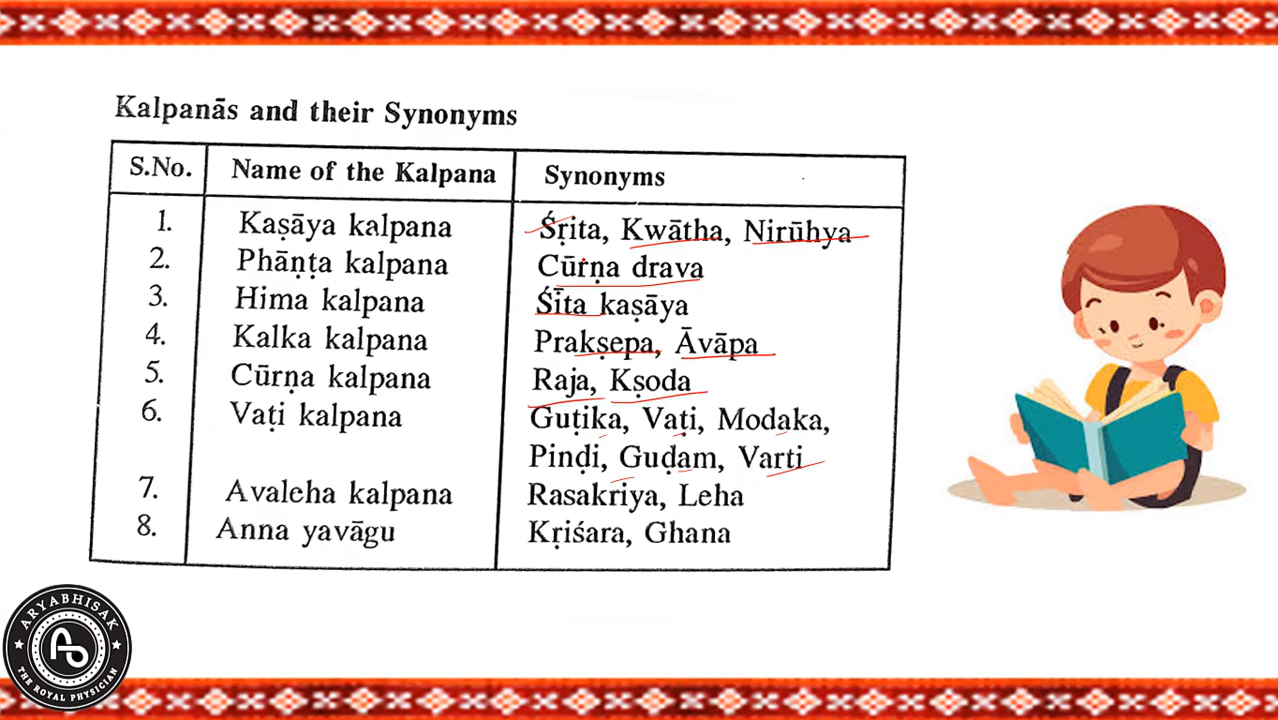 Kalpanās and their Synonyms
S.No. Name of the Kalpana Synonyms
1. Kaṣāya kalpana Śṛita, Kwātha, Nirūhya
2. Phāṇṭa kalpana Cūrṇa drava
3. Hima kalpana Śīta kaṣāya
4. Kalka kalpana Prakṣepa, Āvāpa
5. Cūrṇa kalpana Raja, Kṣoda
6. Vaṭi kalpana Guṭika, Vaṭi, Modaka,
Pinḍi, Guḍam, Varti
7. Avaleha kalpana Rasakriya, Leha
8. Anna yavāgu Kṛiśara, Ghana
ARYABHISAK
THE ROYAL PHYSICIAN